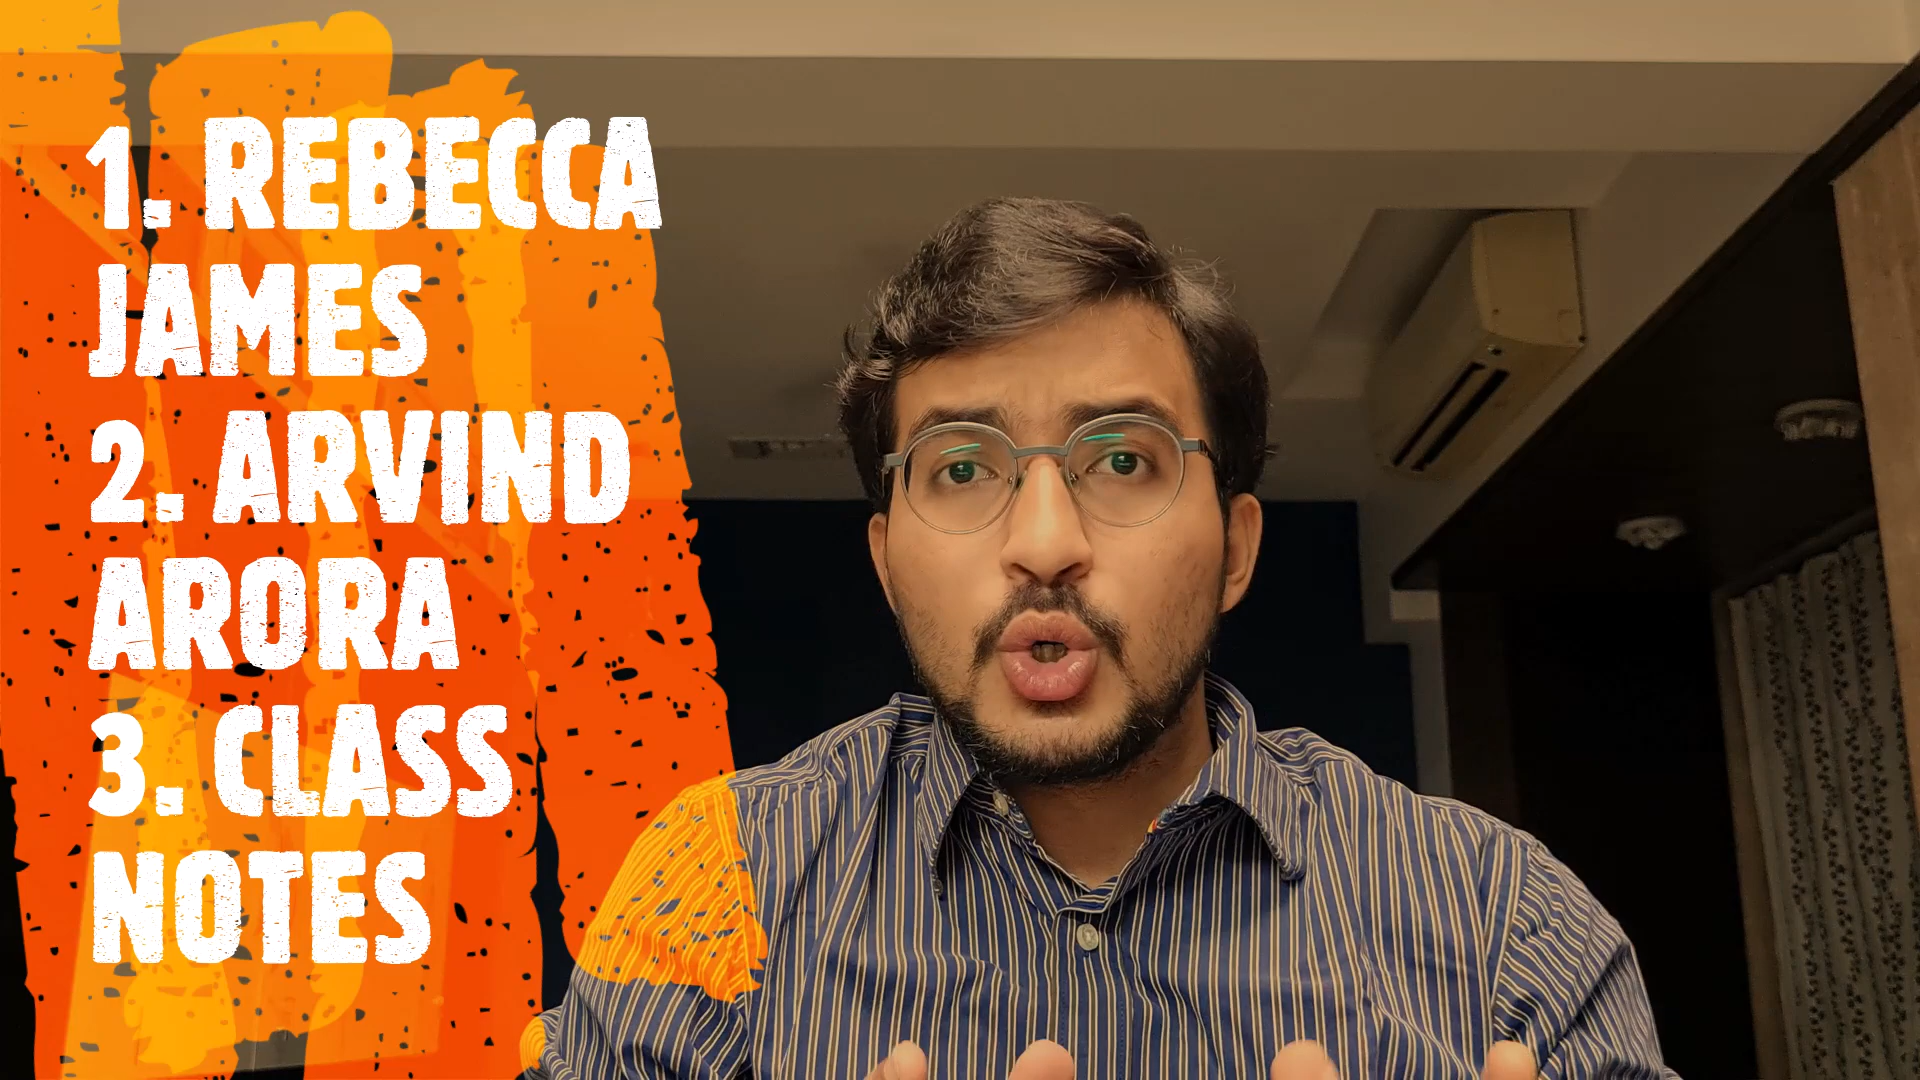 1. REBECCA
JAMES
2. ARVIND
ARORA
3. CLASS
NOTES